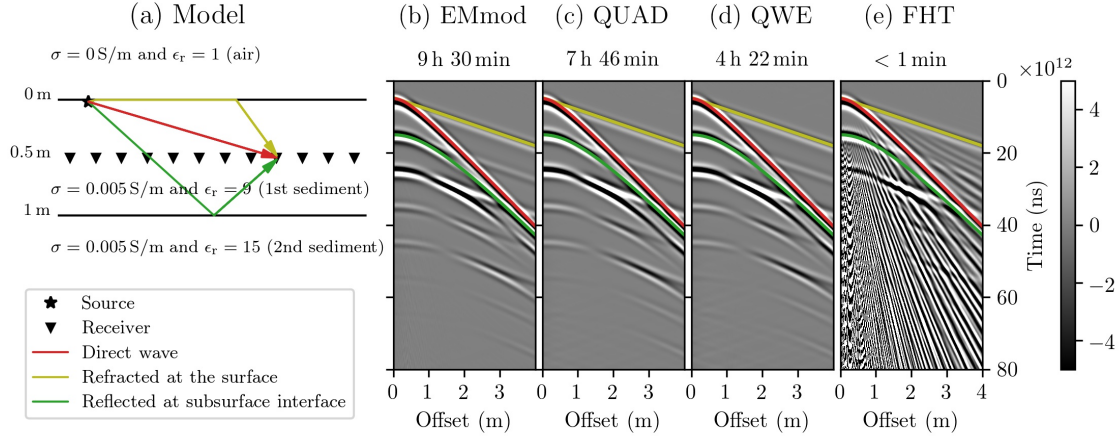 (a) Model
σ = 0 S/m and ϵr = 1 (air)
0 m
0.5 m
σ = 0.005 S/m and ϵr = 9 (1st sediment)
1 m
σ = 0.005 S/m and ϵr = 15 (2nd sediment)
Source
Receiver
Direct wave
Refracted at the surface
Reflected at subsurface interface
(b) EMmod
9 h 30 min
0 1 2 3
Offset (m)
(c) QUAD
7 h 46 min
0 1 2 3
Offset (m)
(d) QWE
4 h 22 min
0 1 2 3
Offset (m)
(e) FHT
< 1 min
0 1 2 3 4
Offset (m)
0
20
40
60
80
Time (ns)
×10¹²
4
2
0
−2
−4